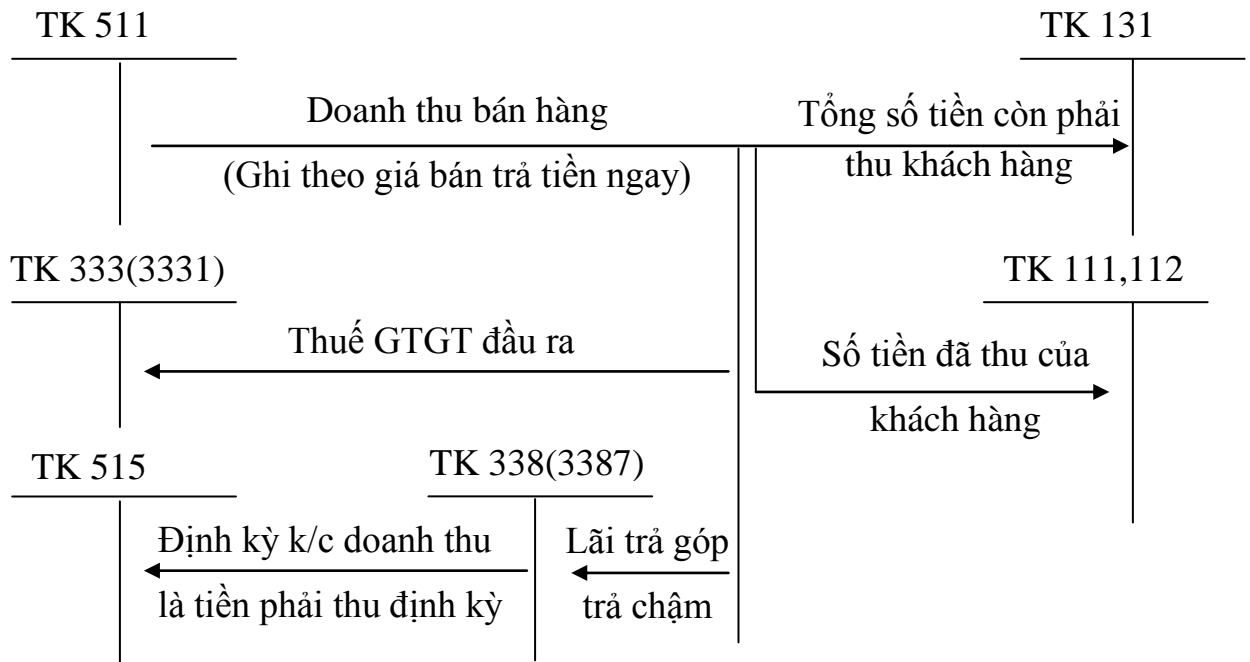 TK 511
TK 131
Doanh thu bán hàng
Tổng số tiền còn phải
(Ghi theo giá bán trả tiền ngay)
thu khách hàng
TK 333(3331)
TK 111,112
Thuế GTGT đầu ra
Số tiền đã thu của
khách hàng
TK 515
TK 338(3387)
Định kỳ k/c doanh thu
là tiền phải thu định kỳ
Lãi trả góp
trả chậm